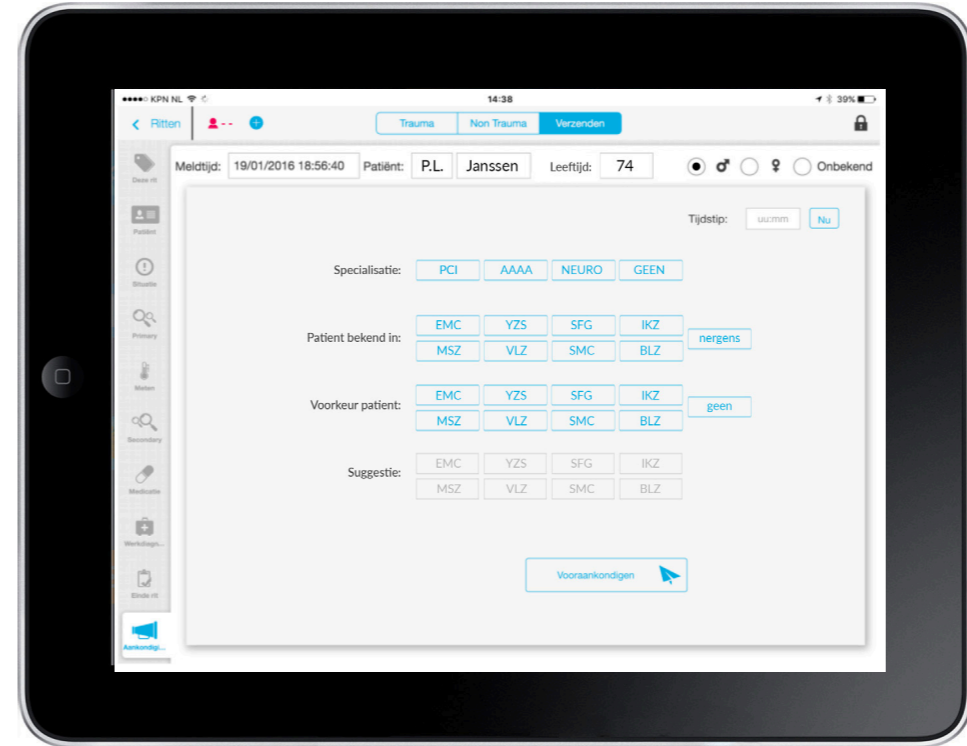 KPN NL 14:38 39%
Ritten -- Trauma Non Trauma Verzenden
Deze rit
Meldtijd: 19/01/2016 18:56:40 Patiënt: P.L. Janssen Leeftijd: 74 ♂ ♀ Onbekend
Patiënt
Tijdstip: uu:mm Nu
Situatie
Specialisatie: PCI AAAA NEURO GEEN
Primary
Patient bekend in: EMC YZS SFG IKZ nergens
MSZ VLZ SMC BLZ
Meten
Voorkeur patient: EMC YZS SFG IKZ geen
MSZ VLZ SMC BLZ
Secondary
Suggestie: EMC YZS SFG IKZ
MSZ VLZ SMC BLZ
Medicatie
Werkdiagn...
Vooraankondigen
Einde rit
Aankondigi...